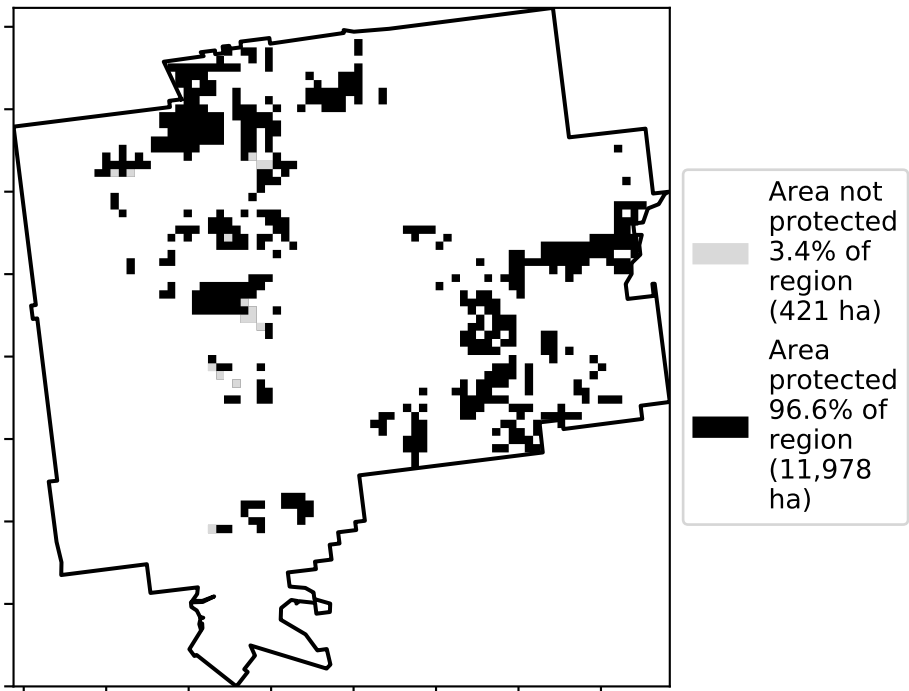 Area not
protected
3.4% of
region
(421 ha)
Area
protected
96.6% of
region
(11,978
ha)